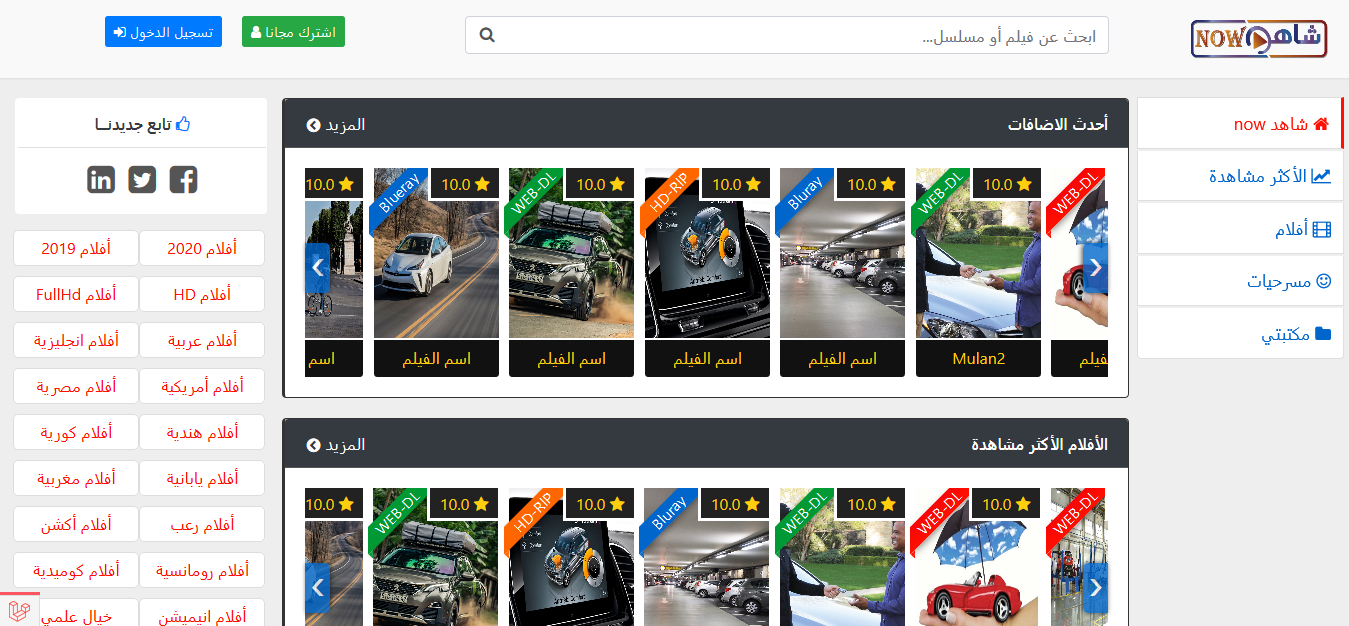 شاهد NOW
ابحث عن فيلم أو مسلسل...
اشترك مجانا
تسجيل الدخول
شاهد now
الأكثر مشاهدة
أفلام
مسرحيات
مكتبتي
أحدث الاضافات
المزيد
WEB-DL
10.0
WEB-DL
10.0
Bluray
10.0
HD-RIP
10.0
WEB-DL
10.0
Blueray
10.0
فيلم
Mulan2
اسم الفيلم
اسم الفيلم
اسم الفيلم
اسم الفيلم
اسم
الأفلام الأكثر مشاهدة
المزيد
WEB-DL
10.0
WEB-DL
10.0
WEB-DL
10.0
Bluray
10.0
HD-RIP
10.0
WEB-DL
10.0
تابع جديدنــا
أفلام 2020
أفلام 2019
أفلام HD
أفلام FullHd
أفلام عربية
أفلام انجليزية
أفلام أمريكية
أفلام مصرية
أفلام هندية
أفلام كورية
أفلام يابانية
أفلام مغربية
أفلام رعب
أفلام أكشن
أفلام رومانسية
أفلام كوميدية
أفلام انيميشن
خيال علمي